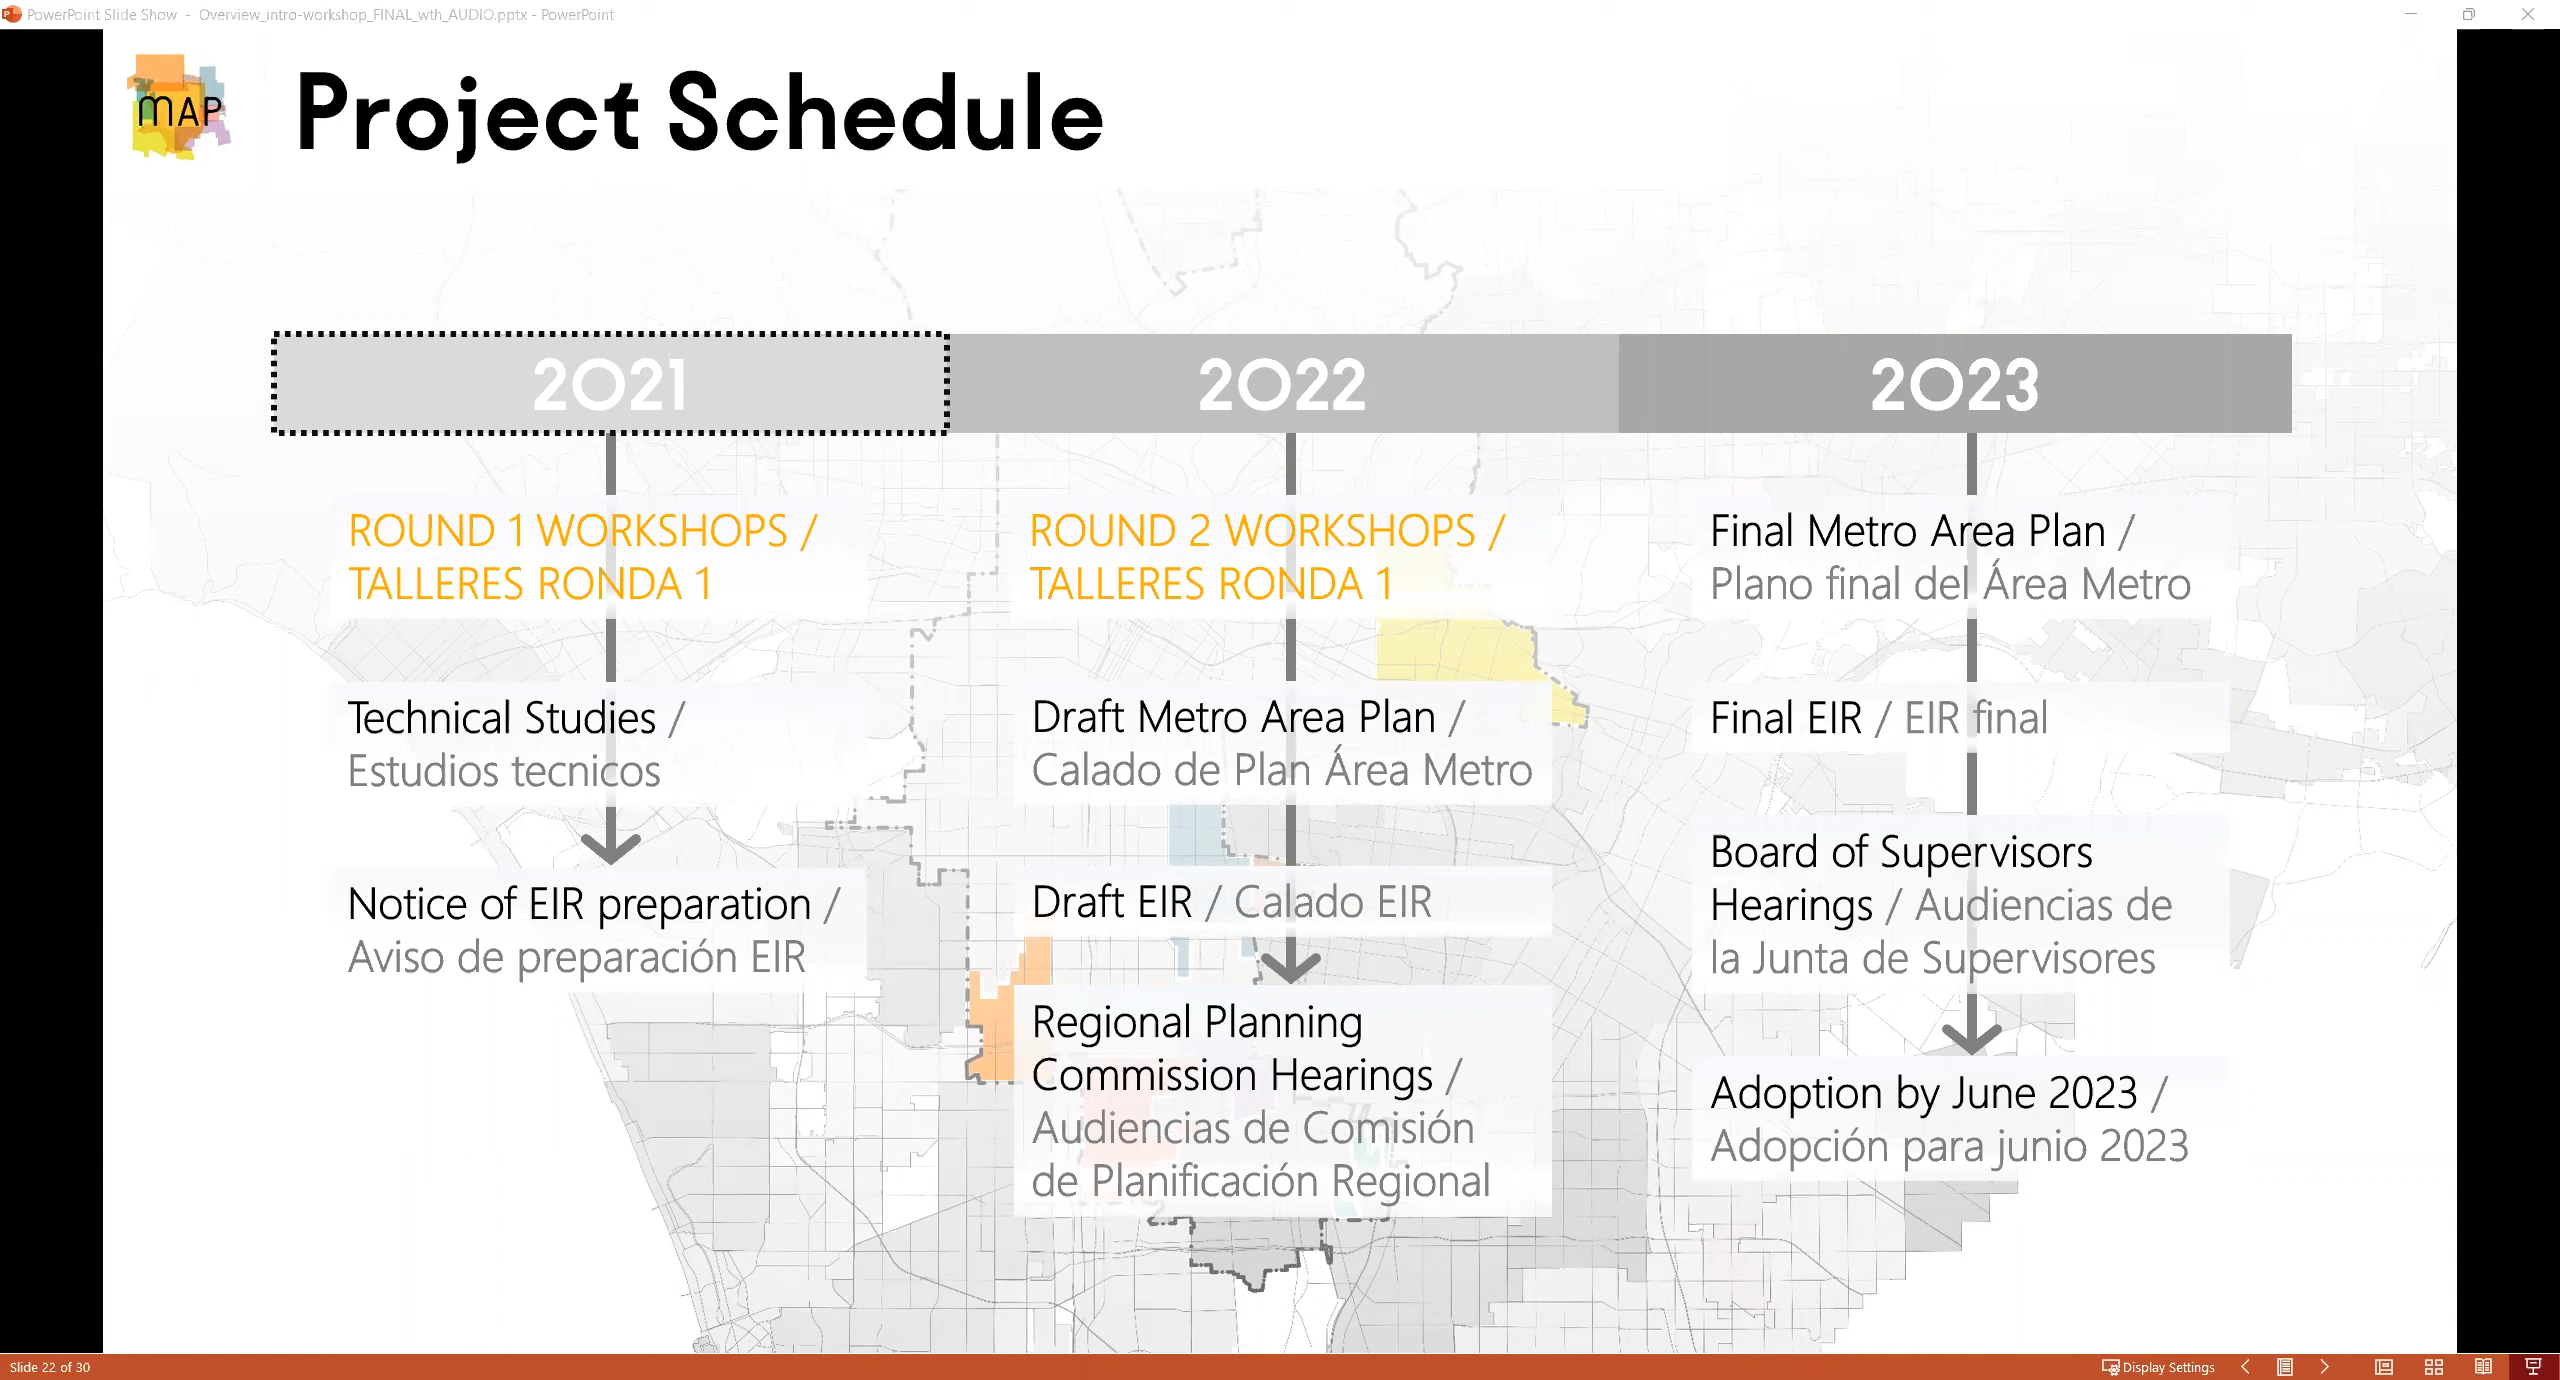 PowerPoint Slide Show - Overview_intro-workshop_FINAL_wth_AUDIO.pptx - PowerPoint
MAP
Project Schedule
2021
2022
2023
ROUND 1 WORKSHOPS /
TALLERES RONDA 1
Technical Studies /
Estudios tecnicos
Notice of EIR preparation /
Aviso de preparación EIR
ROUND 2 WORKSHOPS /
TALLERES RONDA 1
Draft Metro Area Plan /
Calado de Plan Área Metro
Draft EIR / Calado EIR
Regional Planning
Commission Hearings /
Audiencias de Comisión
de Planificación Regional
Final Metro Area Plan /
Plano final del Área Metro
Final EIR / EIR final
Board of Supervisors
Hearings / Audiencias de
la Junta de Supervisores
Adoption by June 2023 /
Adopción para junio 2023
Slide 22 of 30
Display Settings